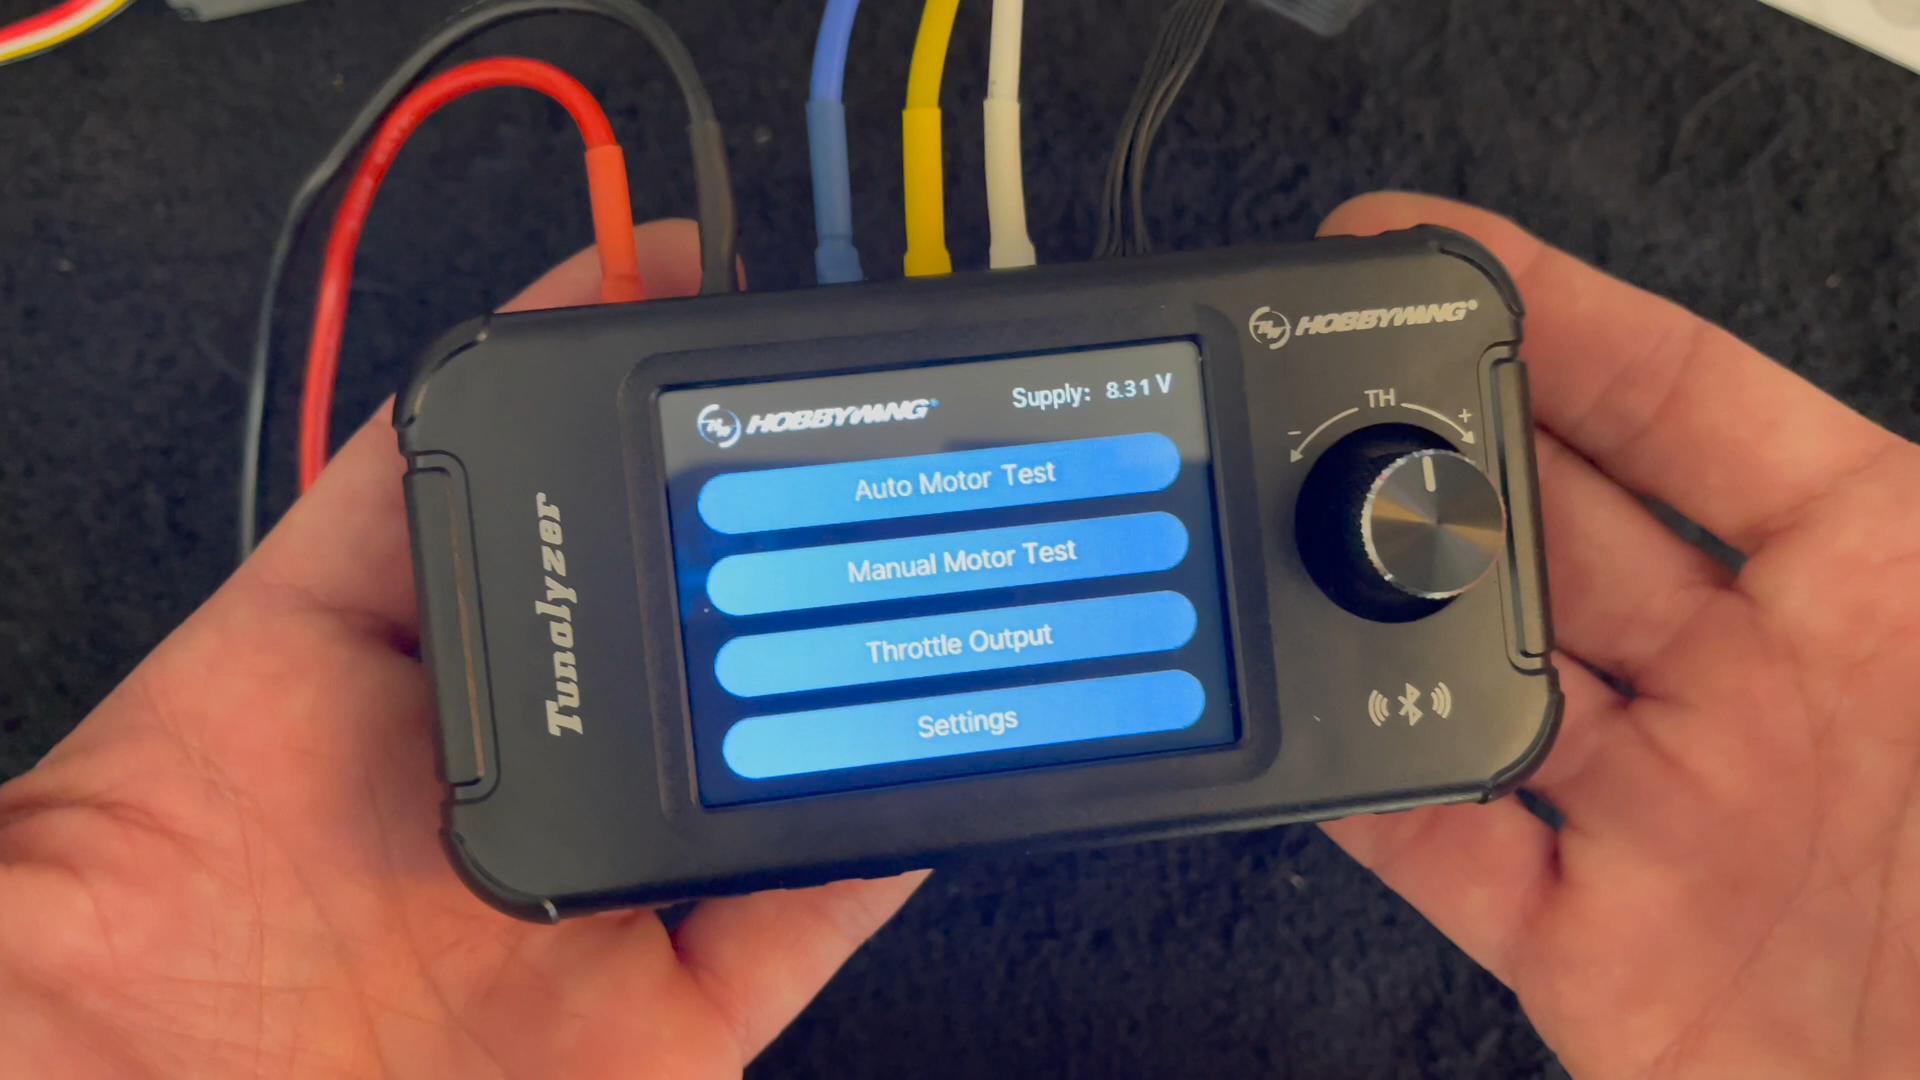 HOBBYWING®
Supply: 8.31 V
Auto Motor Test
Manual Motor Test
Throttle Output
Settings
Tunalyzer
HOBBYWING®
TH
- +